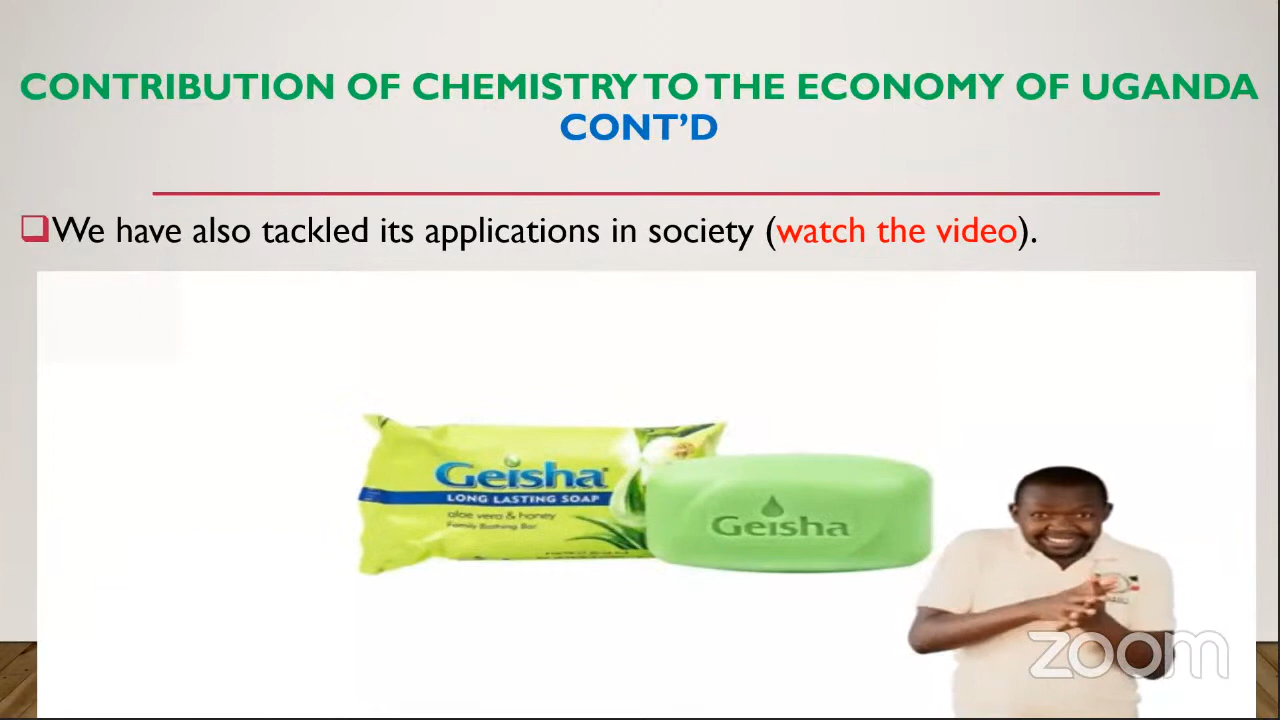 CONTRIBUTION OF CHEMISTRY TO THE ECONOMY OF UGANDA
CONT’D
❑We have also tackled its applications in society (watch the video).
Geisha
LONG LASTING SOAP
aloe vera & honey
Family Bathing Bar
Geisha
zoom